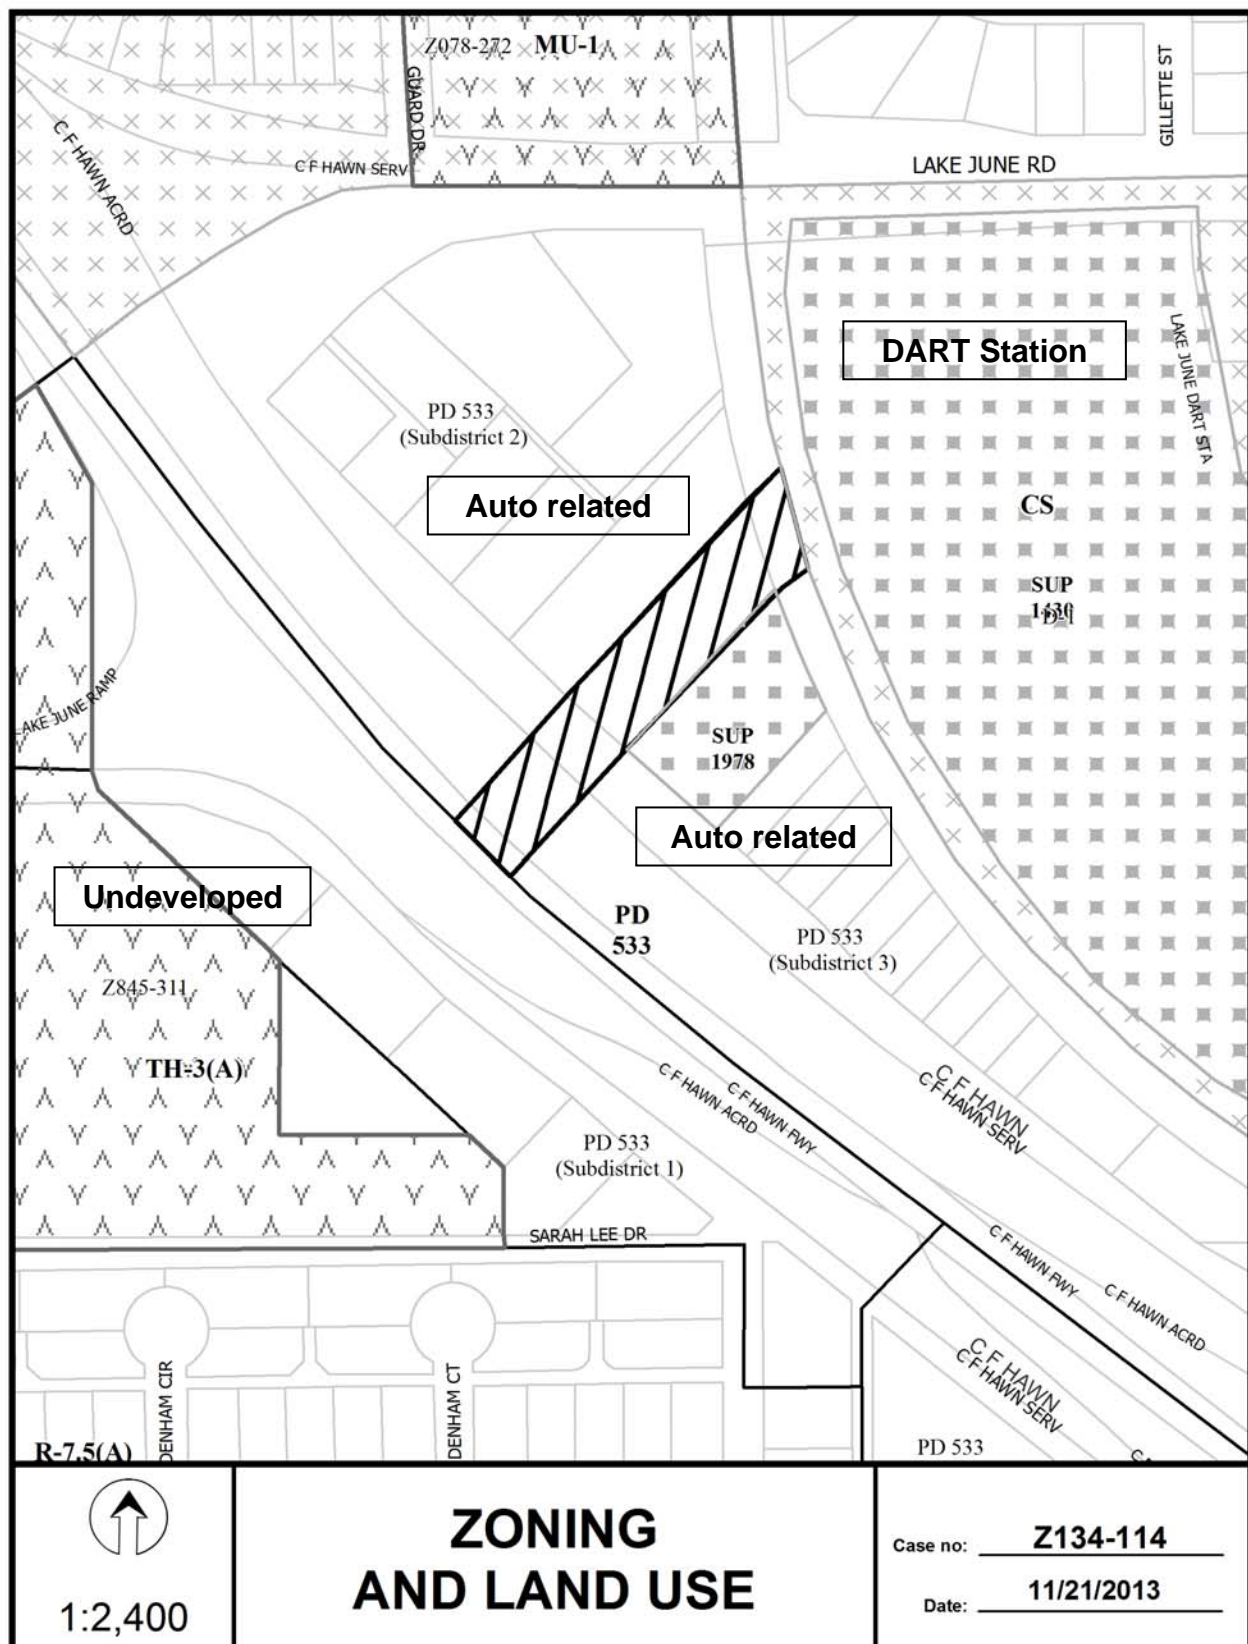 Z078-272 MU-1
GUARD DR
C F HAWN SERV
C F HAWN ACRD
GILLETTE ST
LAKE JUNE RD
DART Station
LAKE JUNE DART STA
PD 533
(Subdistrict 2)
Auto related
CS
SUP
1430
D-1
LAKE JUNE RAMP
SUP
1978
Auto related
Undeveloped
PD
533
PD 533
(Subdistrict 3)
Z845-311
TH-3(A)
C F HAWN ACRD
C F HAWN FWY
C F HAWN
C F HAWN SERV
PD 533
(Subdistrict 1)
SARAH LEE DR
C F HAWN FWY
C F HAWN ACRD
C F HAWN
C F HAWN SERV
DENHAM CIR
DENHAM CT
R-7.5(A)
PD 533
1:2,400
ZONING
AND LAND USE
Case no: Z134-114
Date: 11/21/2013